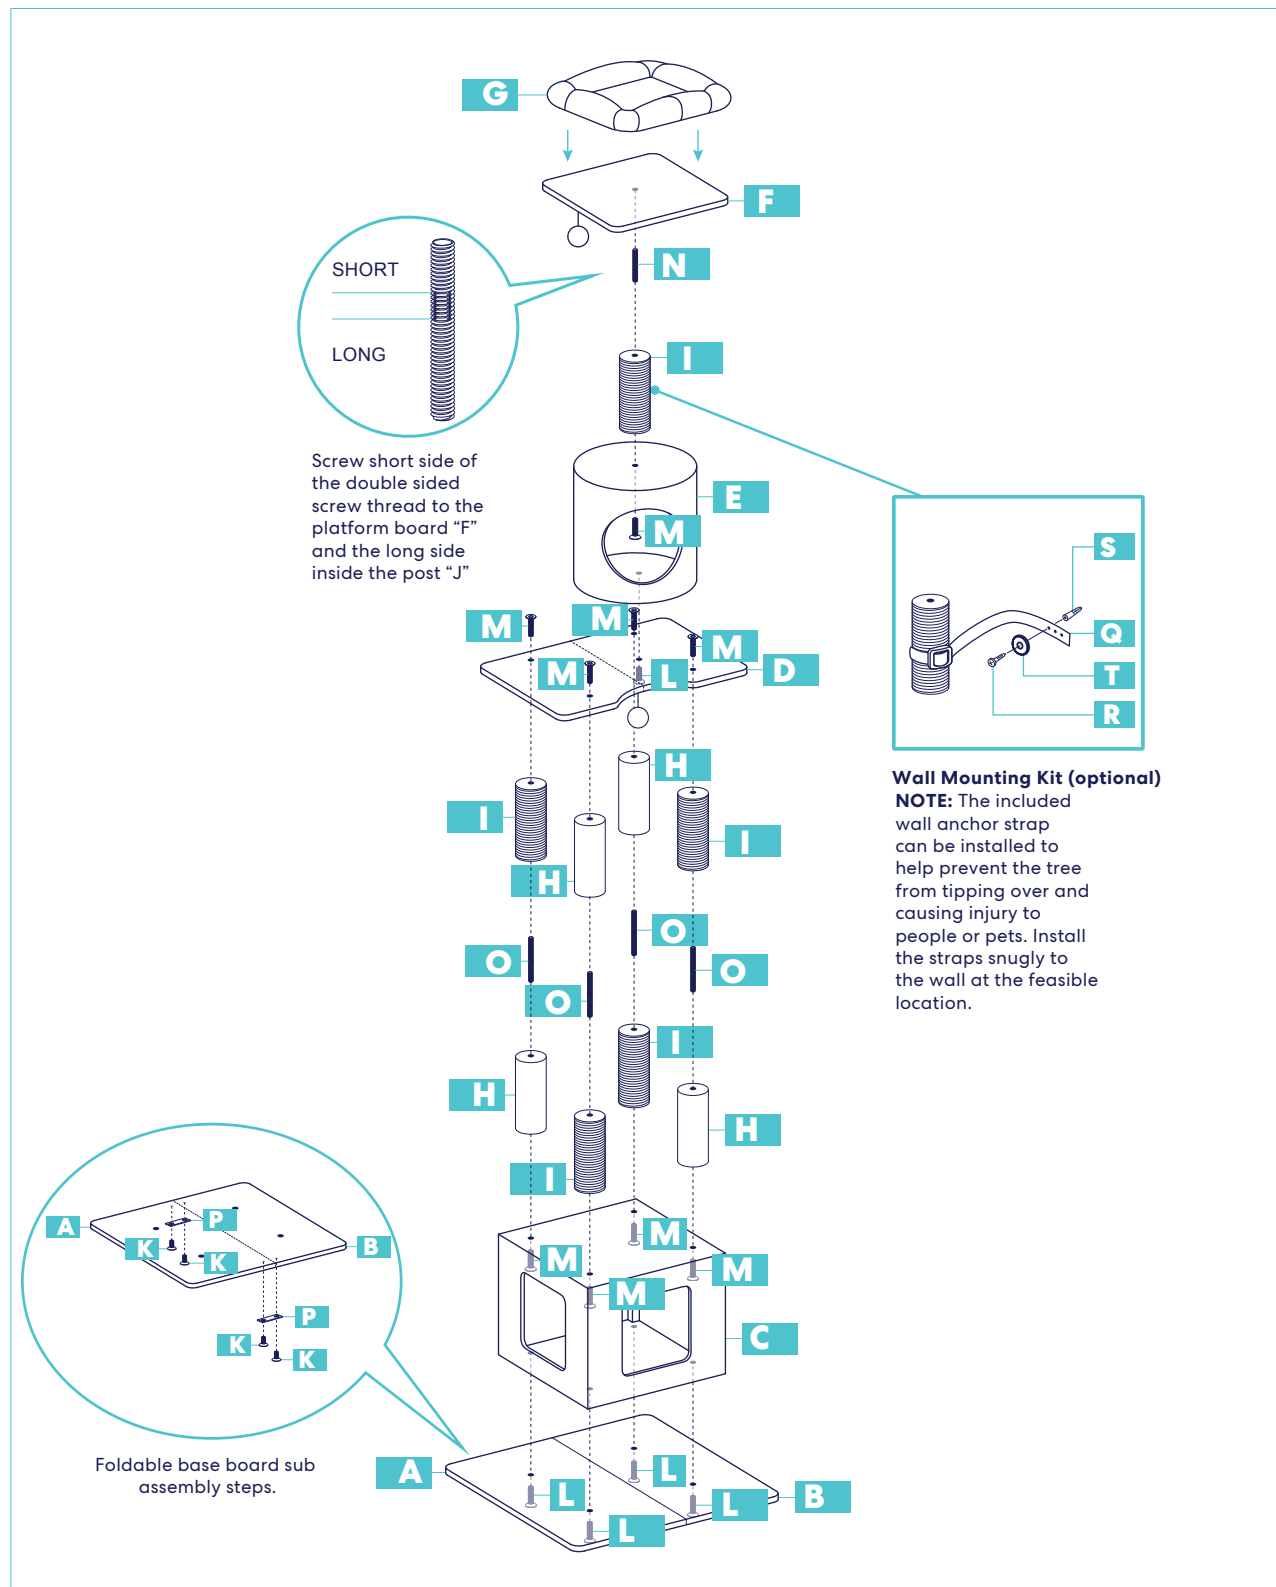 G
F
N
SHORT
LONG
I
Screw short side of
the double sided
screw thread to the
platform board “F”
and the long side
inside the post “J”
E
M
S
Q
T
R
M
M
M
M
L
D
Wall Mounting Kit (optional)
NOTE: The included
wall anchor strap
can be installed to
help prevent the tree
from tipping over and
causing injury to
people or pets. Install
the straps snugly to
the wall at the feasible
location.
H
I
I
H
O
O
O
O
I
H
H
I
A
P
K
K
B
P
K
K
M
M
M
M
C
Foldable base board sub
assembly steps.
A
L
L
L
L
B